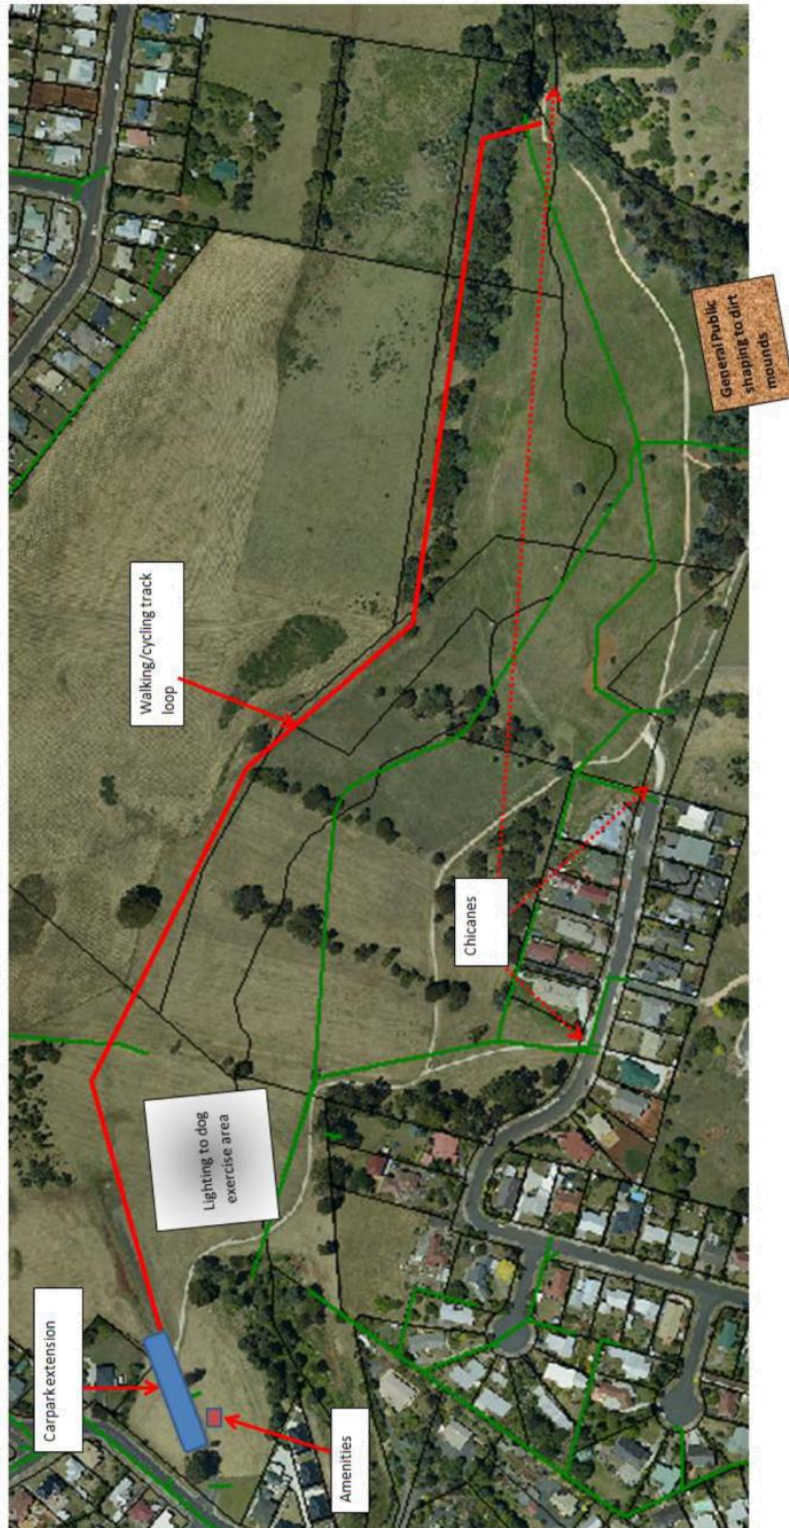 Carpark extension
Amenities
Lighting to dog
exercise area
Walking/cycling track
loop
Chicanes
General Public
shaping to dirt
mounds